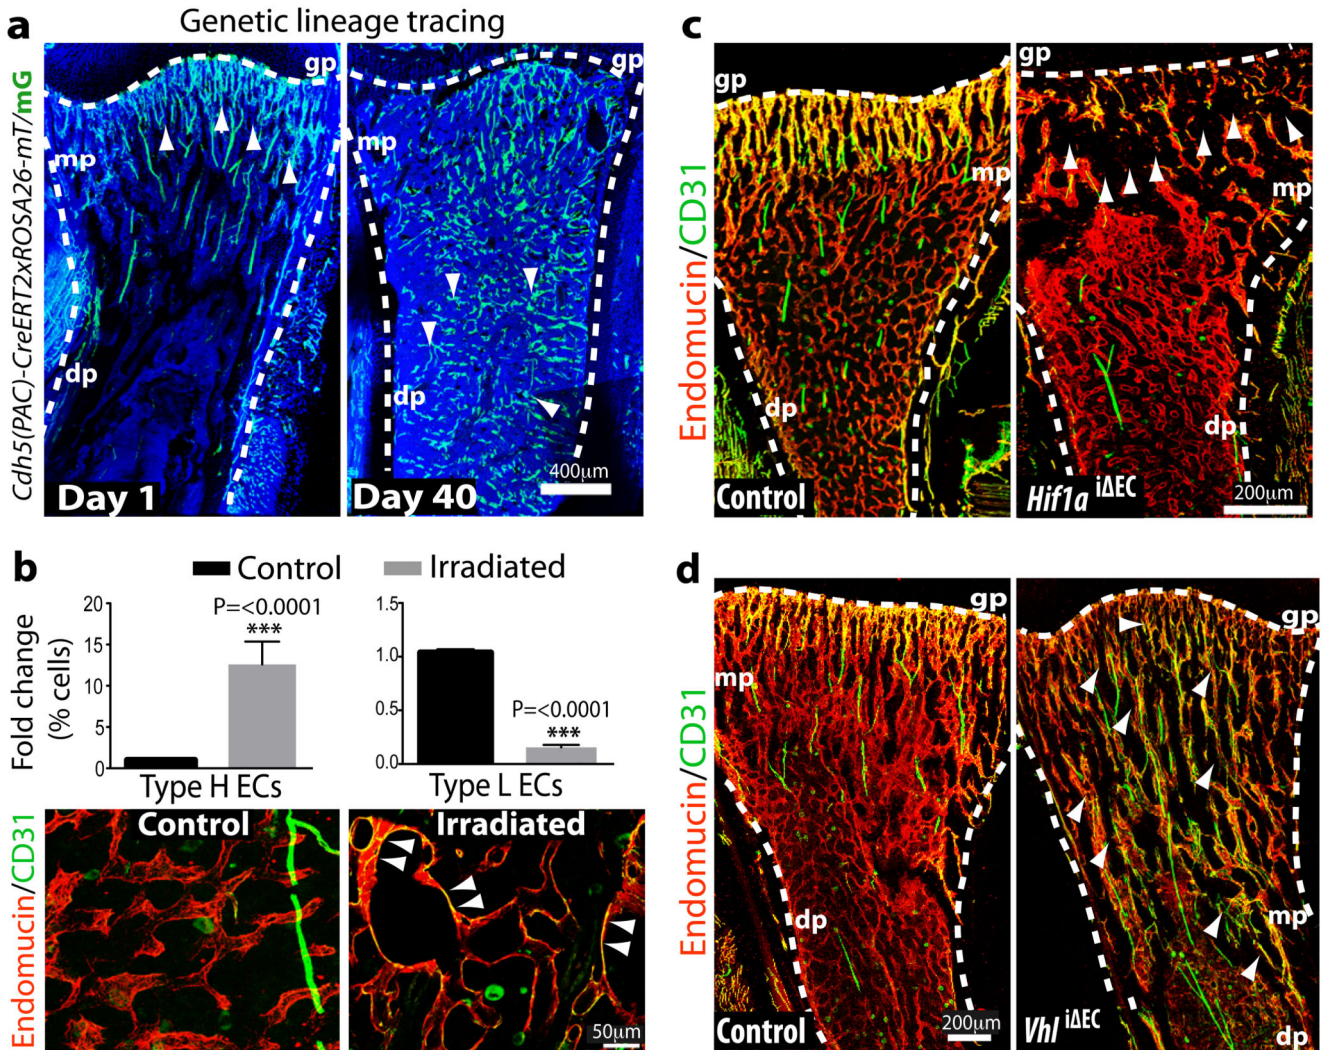 a
Genetic lineage tracing
Cdh5(PAC)-CreERT2xROSA26-mT/mG
gp
mp
dp
Day 1
gp
dp
400µm
Day 40
b
Control
Irradiated
Fold change
(% cells)
20
15
10
5
0
P=<0.0001
***
Type H ECs
1.5
1.0
0.5
0.0
P=<0.0001
***
Type L ECs
Endomucin/CD31
Control
Irradiated
50µm
c
Endomucin/CD31
gp
mp
dp
Control
gp
mp
dp
Hif1a iΔEC
200µm
d
Endomucin/CD31
gp
mp
dp
Control
200µm
gp
mp
dp
Vhl iΔEC